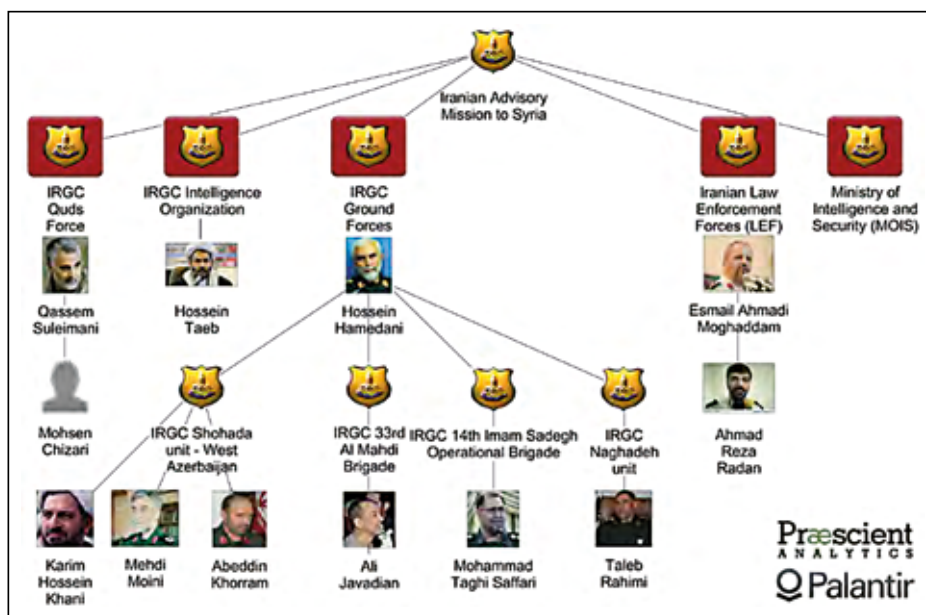 Iranian Advisory
Mission to Syria
IRGC
Quds
Force
IRGC Intelligence
Organization
IRGC
Ground
Forces
Iranian Law
Enforcement
Forces (LEF)
Ministry of
Intelligence and
Security (MOIS)
Qassem
Suleimani
Hossein
Taeb
Hossein
Hamedani
Esmail Ahmadi
Moghaddam
Mohsen
Chizari
IRGC Shohada
unit - West
Azerbaijan
IRGC 33rd
Al Mahdi
Brigade
IRGC 14th Imam Sadegh
Operational Brigade
IRGC
Naghadeh
unit
Ahmad
Reza
Radan
Karim
Hossein
Khani
Mehdi
Moini
Abeddin
Khorram
Ali
Javadian
Mohammad
Taghi Saffari
Taleb
Rahimi
Præscient
ANALYTICS
Palantir